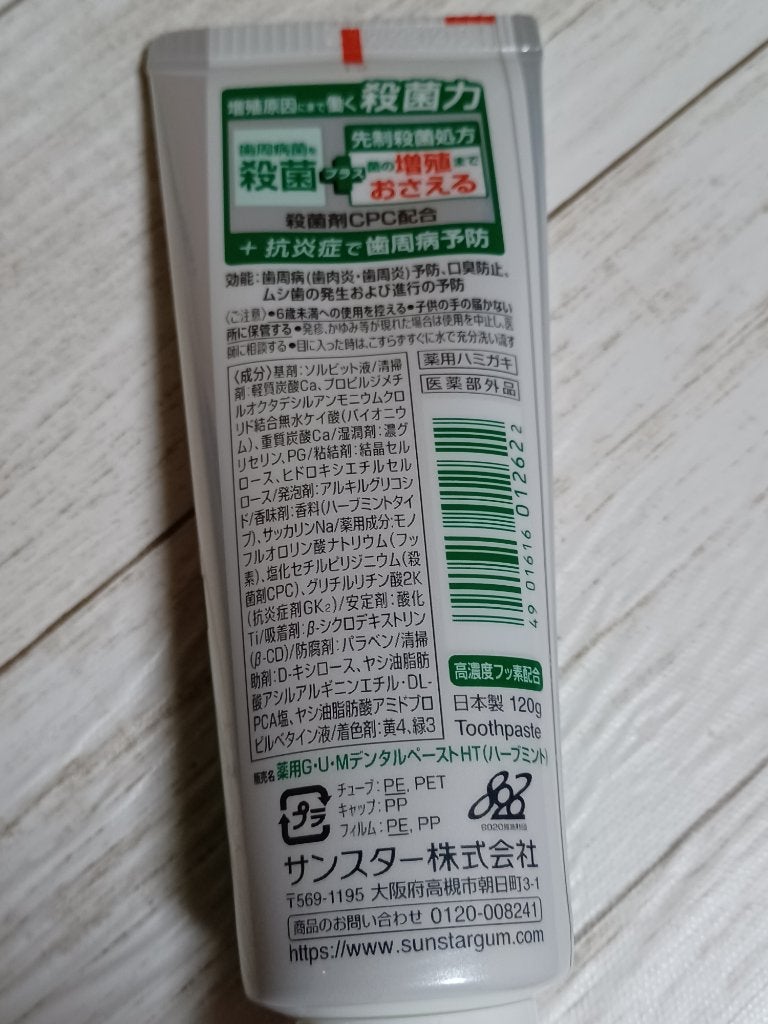 増殖原因にまで働く殺菌力
歯周病菌を
殺菌
プラス
先制殺菌処方
菌の増殖まで
おさえる
殺菌剤CPC配合
+抗炎症で歯周病予防
効能:歯周病(歯肉炎・歯周炎)予防、口臭防止、
ムシ歯の発生および進行の予防
〈ご注意〉●6歳未満への使用を控える●子供の手の届かない
所に保管する●発疹、かゆみ等が現れた場合は使用を中止し、医
師に相談する●目に入った時は、こすらずすぐに水で充分洗い流す
〈成分〉基剤:ソルビット液/清掃
剤:軽質炭酸Ca、プロピルジメチ
ルオクタデシルアンモニウムクロ
リド結合無水ケイ酸(バイオニウ
ム)、重質炭酸Ca/湿潤剤:濃グ
リセリン、PG/粘結剤:結晶セル
ロース、ヒドロキシエチルセル
ロース/発泡剤:アルキルグリコシ
ド/香味剤:香料(ハーブミントタイ
プ)、サッカリンNa/薬用成分:モノ
フルオロリン酸ナトリウム(フッ
素)、塩化セチルピリジニウム(殺
菌剤CPC)、グリチルリチン酸2K
(抗炎症剤GK2)/安定剤:酸化
Ti/吸着剤:β-シクロデキストリン
(β-CD)/防腐剤:パラベン/清掃
助剤:D-キシロース、ヤシ油脂肪
酸アシルアルギニンエチル・DL-
PCA塩、ヤシ油脂肪酸アミドプロ
ピルベタイン液/着色剤:黄4、緑3
薬用ハミガキ
医薬部外品
4901616012622
高濃度フッ素配合
日本製 120g
Toothpaste
販売名 薬用G・U・MデンタルペーストHT(ハーブミント)
プラ
チューブ:PE, PET
キャップ:PP
フィルム:PE, PP
8020推進財団
サンスター株式会社
〒569-1195 大阪府高槻市朝日町3-1
商品のお問い合わせ 0120-008241
https://www.sunstargum.com